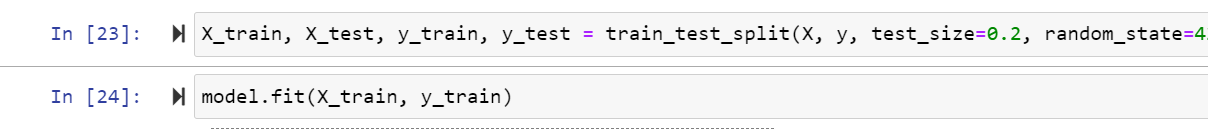 In [23]: X_train, X_test, y_train, y_test = train_test_split(X, y, test_size=0.2, random_state=4
In [24]: model.fit(X_train, y_train)